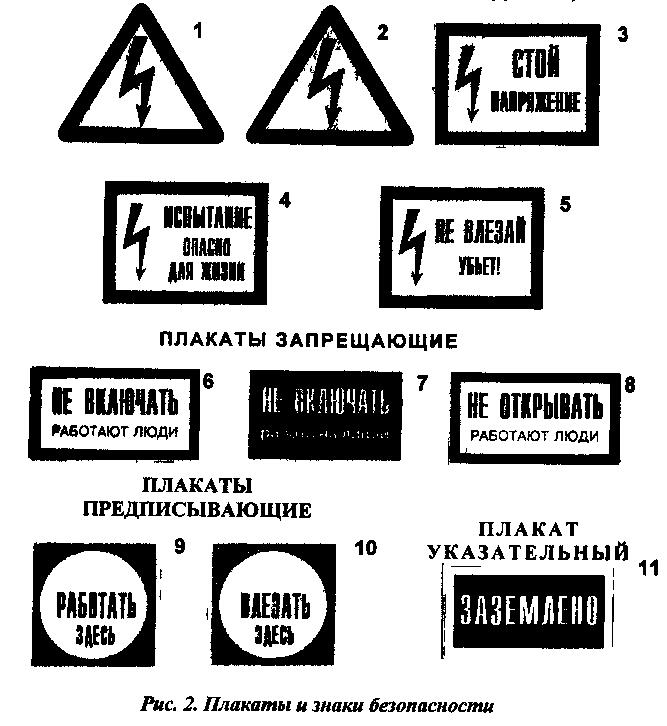 1
2
3
СТОЙ
НАПРЯЖЕНИЕ
4
ИСПЫТАНИЕ
ОПАСНО
ДЛЯ ЖИЗНИ
5
НЕ ВЛЕЗАЙ
УБЬЕТ!
ПЛАКАТЫ ЗАПРЕЩАЮЩИЕ
6
НЕ ВКЛЮЧАТЬ
РАБОТАЮТ ЛЮДИ
7
НЕ ВКЛЮЧАТЬ
8
НЕ ОТКРЫВАТЬ
РАБОТАЮТ ЛЮДИ
ПЛАКАТЫ
ПРЕДПИСЫВАЮЩИЕ
9
РАБОТАТЬ
ЗДЕСЬ
10
ВЛЕЗАТЬ
ЗДЕСЬ
ПЛАКАТ
УКАЗАТЕЛЬНЫЙ
11
ЗАЗЕМЛЕНО
Рис. 2. Плакаты и знаки безопасности